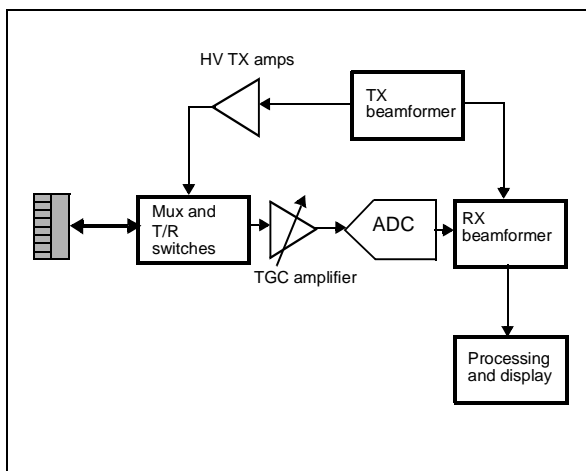 HV TX amps
TX
beamformer
Mux and
T/R
switches
TGC amplifier
ADC
RX
beamformer
Processing
and display